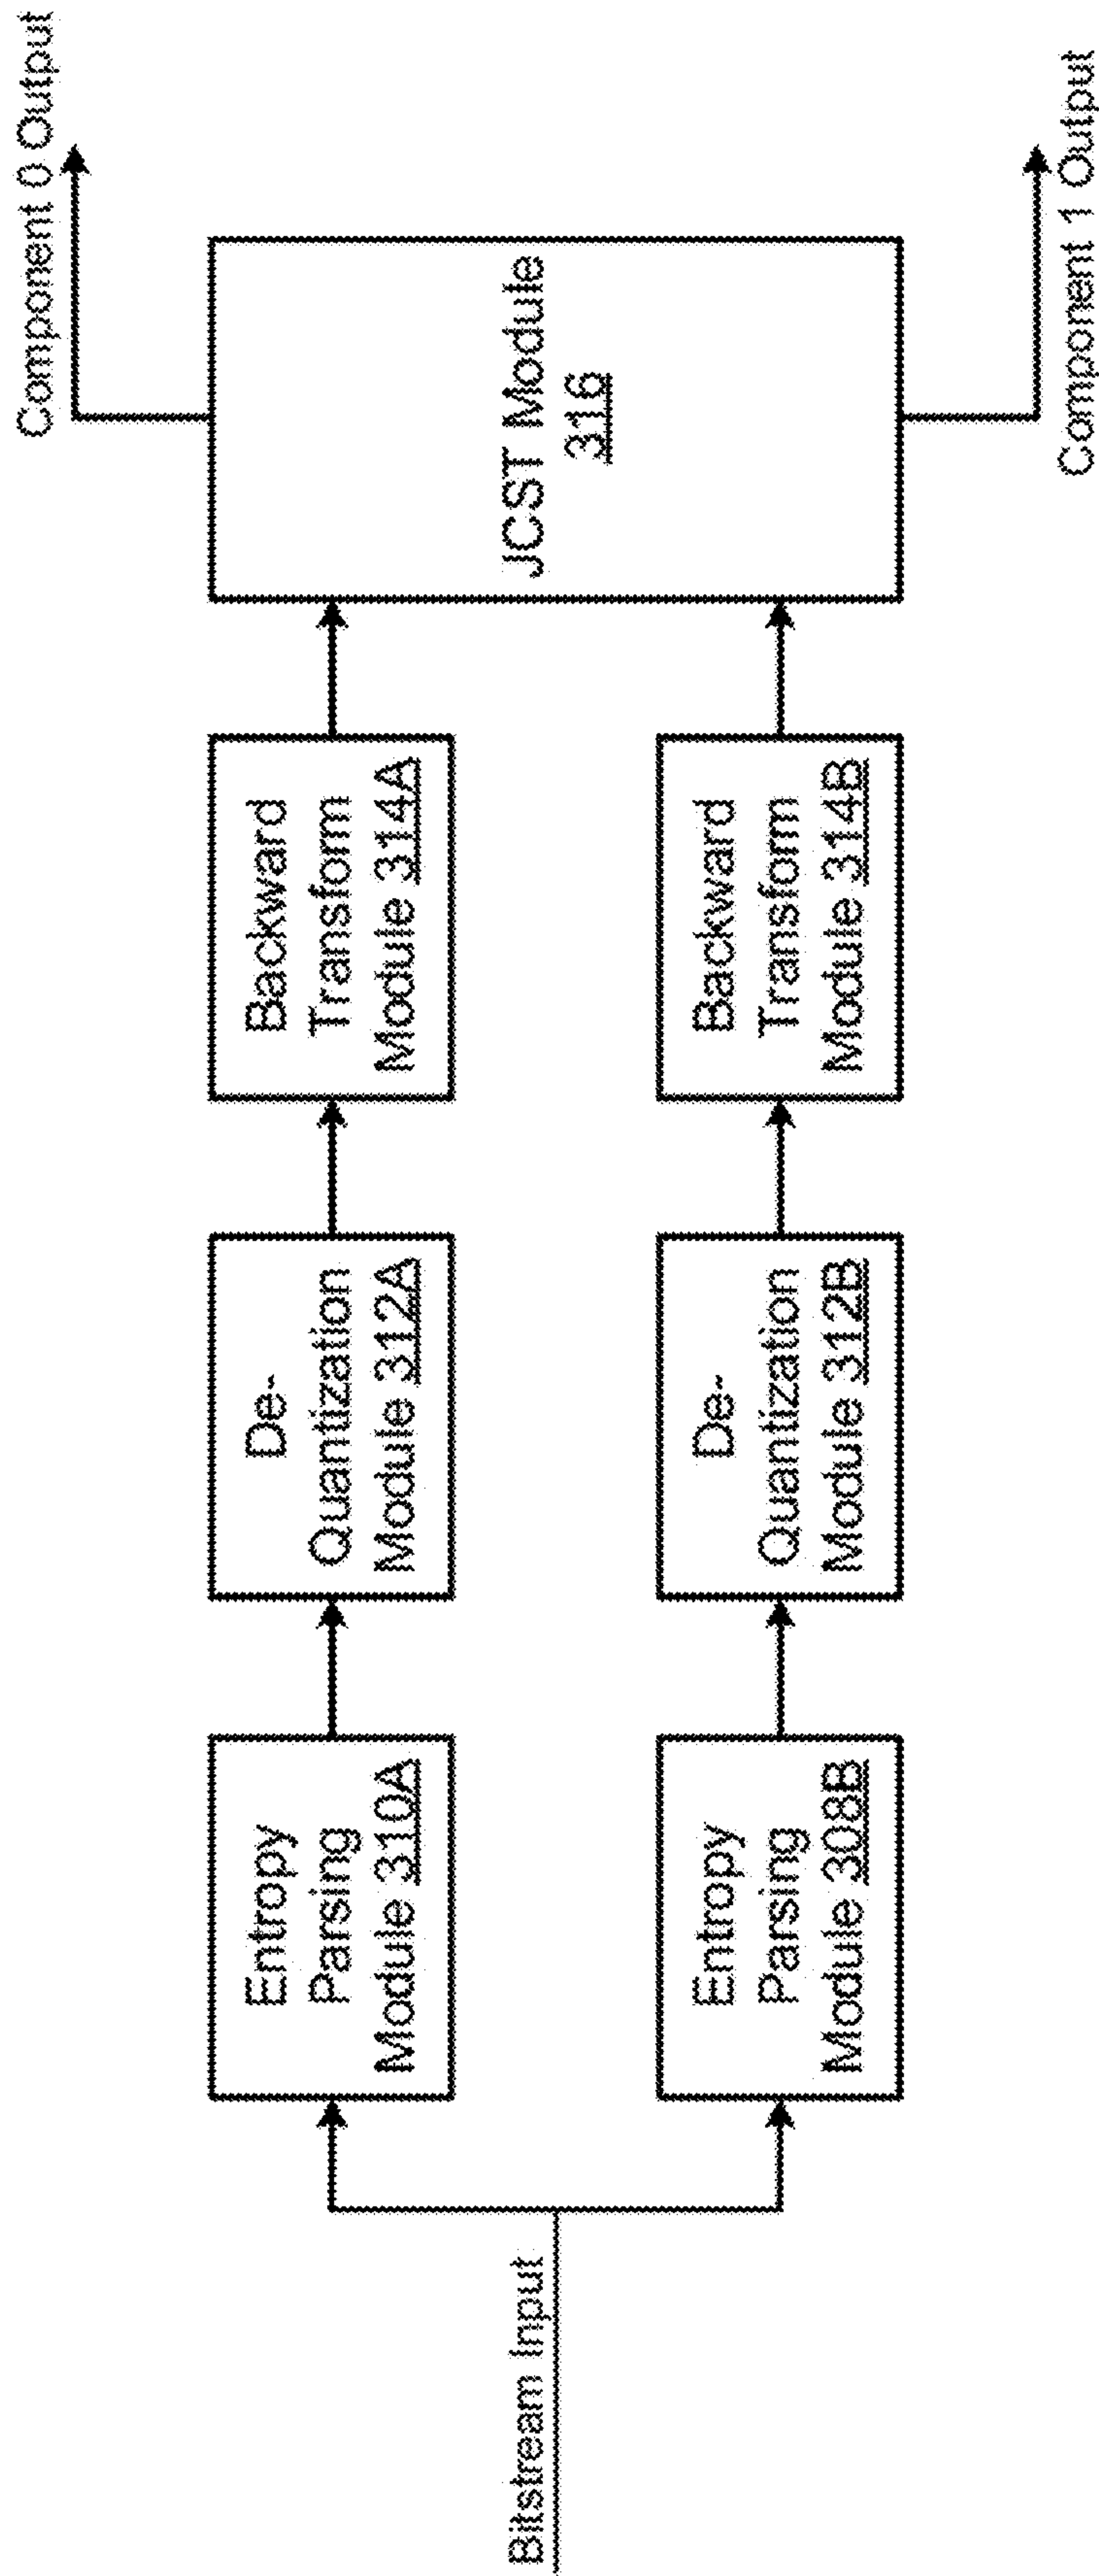 Bitstream Input
Entropy
Parsing
Module 310A
De-
Quantization
Module 312A
Backward
Transform
Module 314A
Entropy
Parsing
Module 308B
De-
Quantization
Module 312B
Backward
Transform
Module 314B
JCST Module
316
Component 0 Output
Component 1 Output